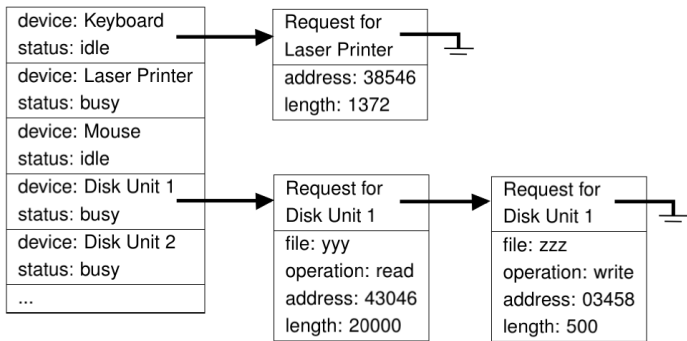 device: Keyboard
status: idle
device: Laser Printer
status: busy
device: Mouse
status: idle
device: Disk Unit 1
status: busy
device: Disk Unit 2
status: busy
...
Request for
Laser Printer
address: 38546
length: 1372
Request for
Disk Unit 1
file: yyy
operation: read
address: 43046
length: 20000
Request for
Disk Unit 1
file: zzz
operation: write
address: 03458
length: 500